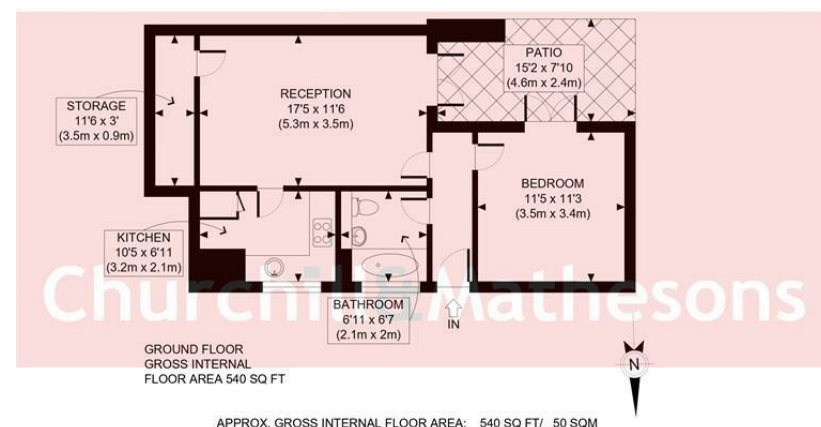 PATIO
15'2 x 7'10
(4.6m x 2.4m)
RECEPTION
17'5 x 11'6
(5.3m x 3.5m)
STORAGE
11'6 x 3'
(3.5m x 0.9m)
BEDROOM
11'5 x 11'3
(3.5m x 3.4m)
KITCHEN
10'5 x 6'11
(3.2m x 2.1m)
Churchill & Mathesons
BATHROOM
6'11 x 6'7
(2.1m x 2m)
IN
GROUND FLOOR
GROSS INTERNAL
FLOOR AREA 540 SQ FT
N
APPROX. GROSS INTERNAL FLOOR AREA: 540 SQ FT/ 50 SQM